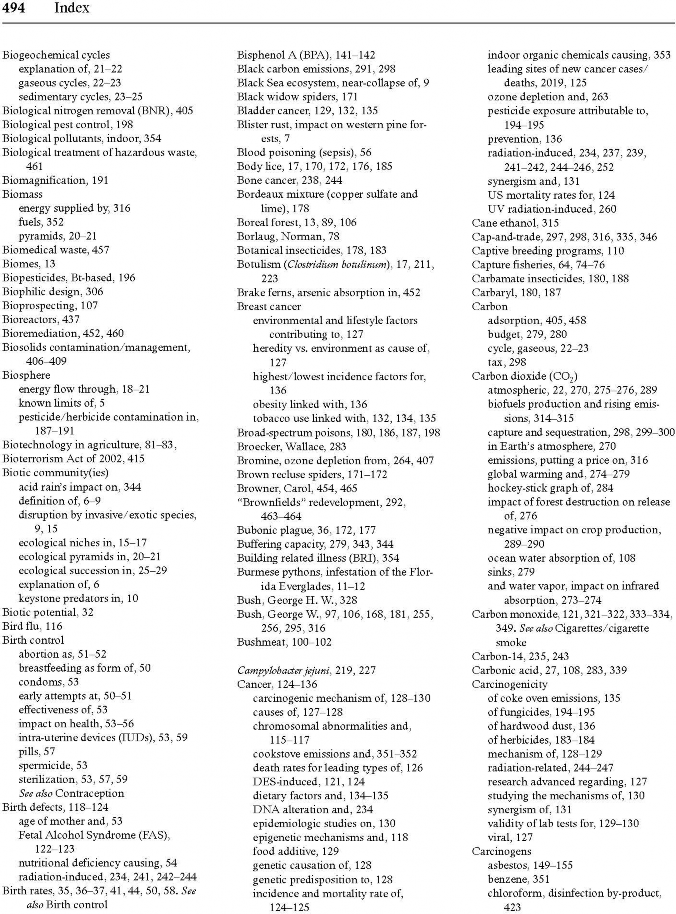 494 Index
Biogeochemical cycles
explanation of, 21–22
gaseous cycles, 22–23
sedimentary cycles, 23–25
Biological nitrogen removal (BNR), 405
Biological pest control, 198
Biological pollutants, indoor, 354
Biological treatment of hazardous waste,
461
Biomagnification, 191
Biomass
energy supplied by, 316
fuels, 352
pyramids, 20–21
Biomedical waste, 457
Biomes, 13
Biopesticides, Bt-based, 196
Biophilic design, 306
Bioprospecting, 107
Bioreactors, 437
Bioremediation, 452, 460
Biosolids contamination/management,
406–409
Biosphere
energy flow through, 18–21
known limits of, 5
pesticide/herbicide contamination in,
187–191
Biotechnology in agriculture, 81–83,
Bioterrorism Act of 2002, 415
Biotic community(ies)
acid rain's impact on, 344
definition of, 6–9
disruption by invasive/exotic species,
9, 15
ecological niches in, 15–17
ecological pyramids in, 20–21
ecological succession in, 25–29
explanation of, 6
keystone predators in, 10
Biotic potential, 32
Bird flu, 116
Birth control
abortion as, 51–52
breastfeeding as form of, 50
condoms, 53
early attempts at, 50–51
effectiveness of, 53
impact on health, 53–56
intra-uterine devices (IUDs), 53, 59
pills, 57
spermicide, 53
sterilization, 53, 57, 59
See also Contraception
Birth defects, 118–124
age of mother and, 53
Fetal Alcohol Syndrome (FAS),
122–123
nutritional deficiency causing, 54
radiation-induced, 234, 241, 242–244
Birth rates, 35, 36–37, 41, 44, 50, 58. See
also Birth control
Bisphenol A (BPA), 141–142
Black carbon emissions, 291, 298
Black Sea ecosystem, near-collapse of, 9
Black widow spiders, 171
Bladder cancer, 129, 132, 135
Blister rust, impact on western pine for-
ests, 7
Blood poisoning (sepsis), 56
Body lice, 17, 170, 172, 176, 185
Bone cancer, 238, 244
Bordeaux mixture (copper sulfate and
lime), 178
Boreal forest, 13, 89, 106
Borlaug, Norman, 78
Botanical insecticides, 178, 183
Botulism (Clostridium botulinum), 17, 211,
223
Brake ferns, arsenic absorption in, 452
Breast cancer
environmental and lifestyle factors
contributing to, 127
heredity vs. environment as cause of,
127
highest/lowest incidence factors for,
136
obesity linked with, 136
tobacco use linked with, 132, 134, 135
Broad-spectrum poisons, 180, 186, 187, 198
Broecker, Wallace, 283
Bromine, ozone depletion from, 264, 407
Brown recluse spiders, 171–172
Browner, Carol, 454, 465
"Brownfields" redevelopment, 292,
463–464
Bubonic plague, 36, 172, 177
Buffering capacity, 279, 343, 344
Building related illness (BRI), 354
Burmese pythons, infestation of the Flor-
ida Everglades, 11–12
Bush, George H. W., 328
Bush, George W., 97, 106, 168, 181, 255,
256, 295, 316
Bushmeat, 100–102
Campylobacter jejuni, 219, 227
Cancer, 124–136
carcinogenic mechanism of, 128–130
causes of, 127–128
chromosomal abnormalities and,
115–117
cookstove emissions and, 351–352
death rates for leading types of, 126
DES-induced, 121, 124
dietary factors and, 134–135
DNA alteration and, 234
epidemiologic studies on, 130
epigenetic mechanisms and, 118
food additive, 129
genetic causation of, 128
genetic predisposition to, 128
incidence and mortality rate of,
124–125
indoor organic chemicals causing, 353
leading sites of new cancer cases/
deaths, 2019, 125
ozone depletion and, 263
pesticide exposure attributable to,
194–195
prevention, 136
radiation-induced, 234, 237, 239,
241–242, 244–246, 252
synergism and, 131
US mortality rates for, 124
UV radiation-induced, 260
Cane ethanol, 315
Cap-and-trade, 297, 298, 316, 335, 346
Captive breeding programs, 110
Capture fisheries, 64, 74–76
Carbamate insecticides, 180, 188
Carbaryl, 180, 187
Carbon
adsorption, 405, 458
budget, 279, 280
cycle, gaseous, 22–23
tax, 298
Carbon dioxide (CO₂)
atmospheric, 22, 270, 275–276, 289
biofuels production and rising emis-
sions, 314–315
capture and sequestration, 298, 299–300
in Earth's atmosphere, 270
emissions, putting a price on, 316
global warming and, 274–279
hockey-stick graph of, 284
impact of forest destruction on release
of, 276
negative impact on crop production,
289–290
ocean water absorption of, 108
sinks, 279
and water vapor, impact on infrared
absorption, 273–274
Carbon monoxide, 121, 321–322, 333–334,
349. See also Cigarettes/cigarette
smoke
Carbon-14, 235, 243
Carbonic acid, 27, 108, 283, 339
Carcinogenicity
of coke oven emissions, 135
of fungicides, 194–195
of hardwood dust, 136
of herbicides, 183–184
mechanism of, 128–129
radiation-related, 244–247
research advanced regarding, 127
studying the mechanisms of, 130
synergism of, 131
validity of lab tests for, 129–130
viral, 127
Carcinogens
asbestos, 149–155
benzene, 351
chloroform, disinfection by-product,
423